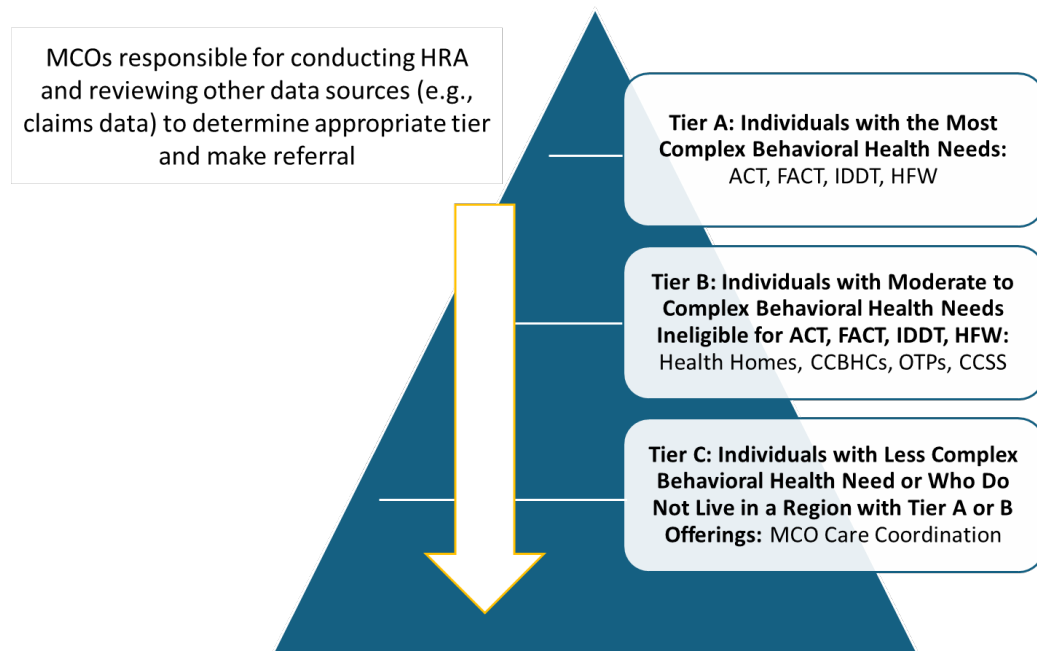 MCOs responsible for conducting HRA
and reviewing other data sources (e.g.,
claims data) to determine appropriate tier
and make referral
Tier A: Individuals with the Most
Complex Behavioral Health Needs:
ACT, FACT, IDDT, HFW
Tier B: Individuals with Moderate to
Complex Behavioral Health Needs
Ineligible for ACT, FACT, IDDT, HFW:
Health Homes, CCBHCs, OTPs, CCSS
Tier C: Individuals with Less Complex
Behavioral Health Need or Who Do
Not Live in a Region with Tier A or B
Offerings: MCO Care Coordination